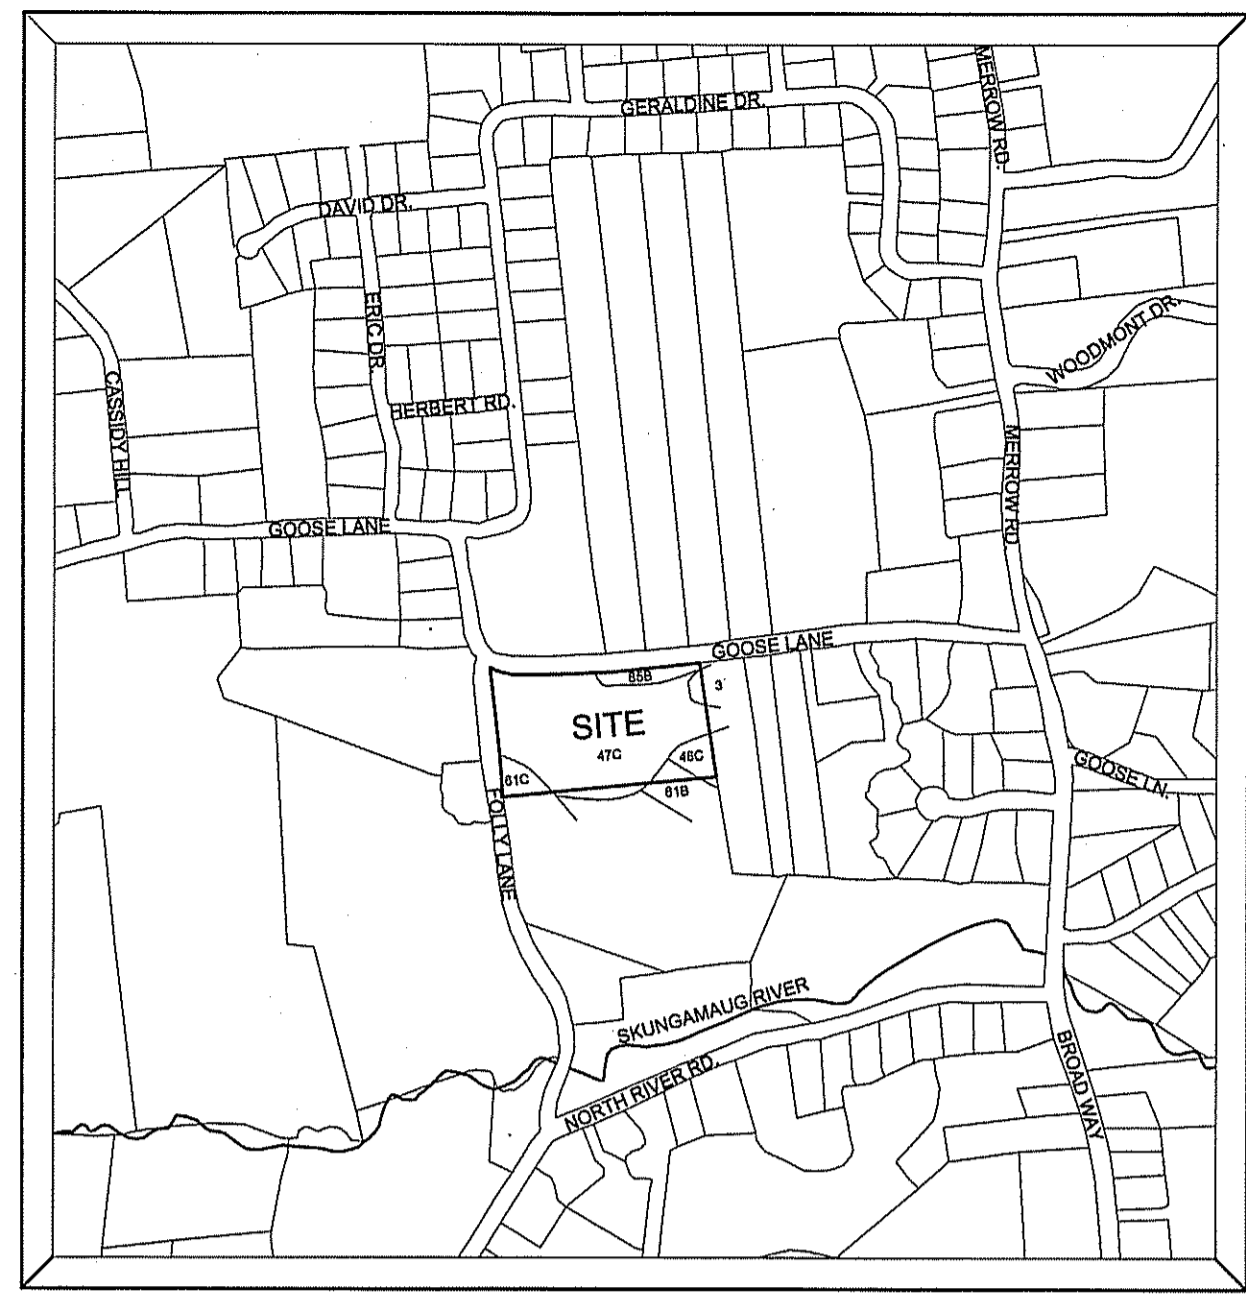 MERROW RD.
GERALDINE DR.
DAVID DR.
ERIC DR
WOODMONT DR.
CASSIDY HILL
HERBERT RD.
MERROW RD.
GOOSE LANE
GOOSE LANE
85B
3
SITE
47C
46C
61C
61B
GOOSE LN.
FOLLY LANE
SKUNGAMAUG RIVER
NORTH RIVER RD.
BROAD WAY